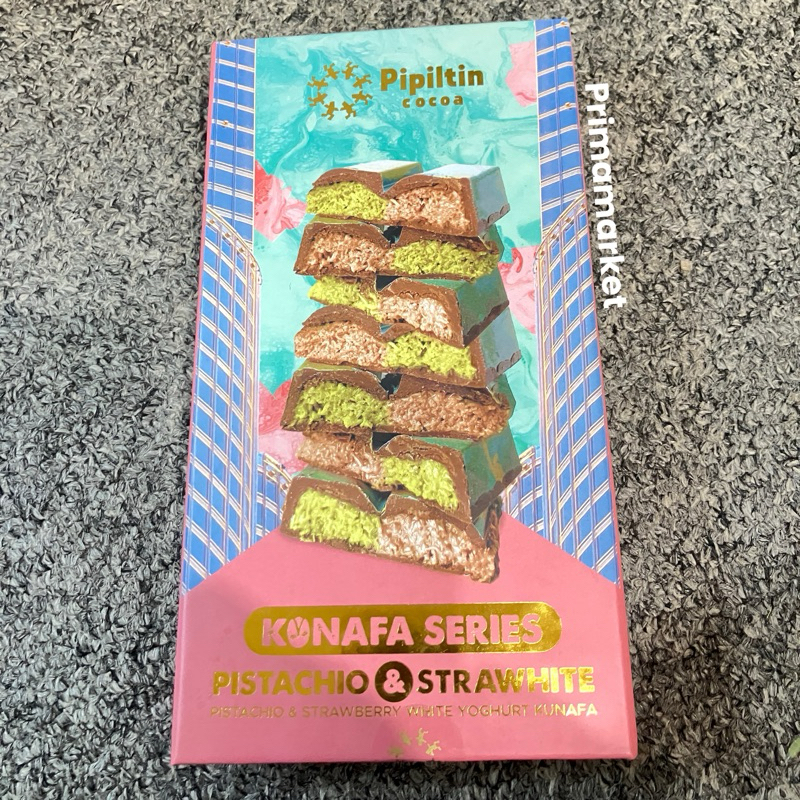 Pipiltin
cocoa
Primamarket
KUNAFA SERIES
PISTACHIO & STRAWHITE
PISTACHIO & STRAWBERRY WHITE YOGHURT KUNAFA